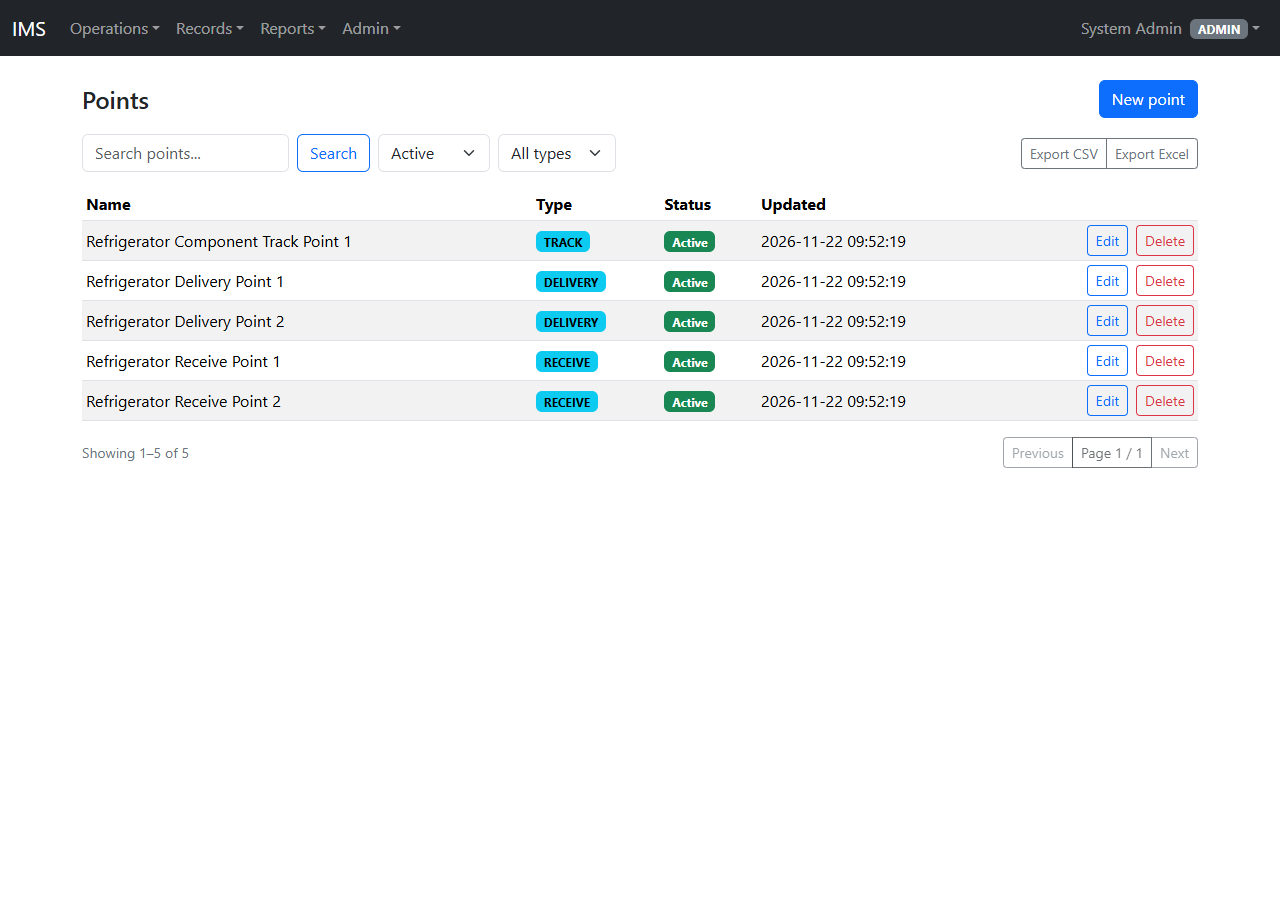 IMS Operations Records Reports Admin System Admin ADMIN
Points New point
Search points... Search Active All types Export CSV Export Excel
Name Type Status Updated
Refrigerator Component Track Point 1 TRACK Active 2026-11-22 09:52:19 Edit Delete
Refrigerator Delivery Point 1 DELIVERY Active 2026-11-22 09:52:19 Edit Delete
Refrigerator Delivery Point 2 DELIVERY Active 2026-11-22 09:52:19 Edit Delete
Refrigerator Receive Point 1 RECEIVE Active 2026-11-22 09:52:19 Edit Delete
Refrigerator Receive Point 2 RECEIVE Active 2026-11-22 09:52:19 Edit Delete
Showing 1–5 of 5 Previous Page 1 / 1 Next